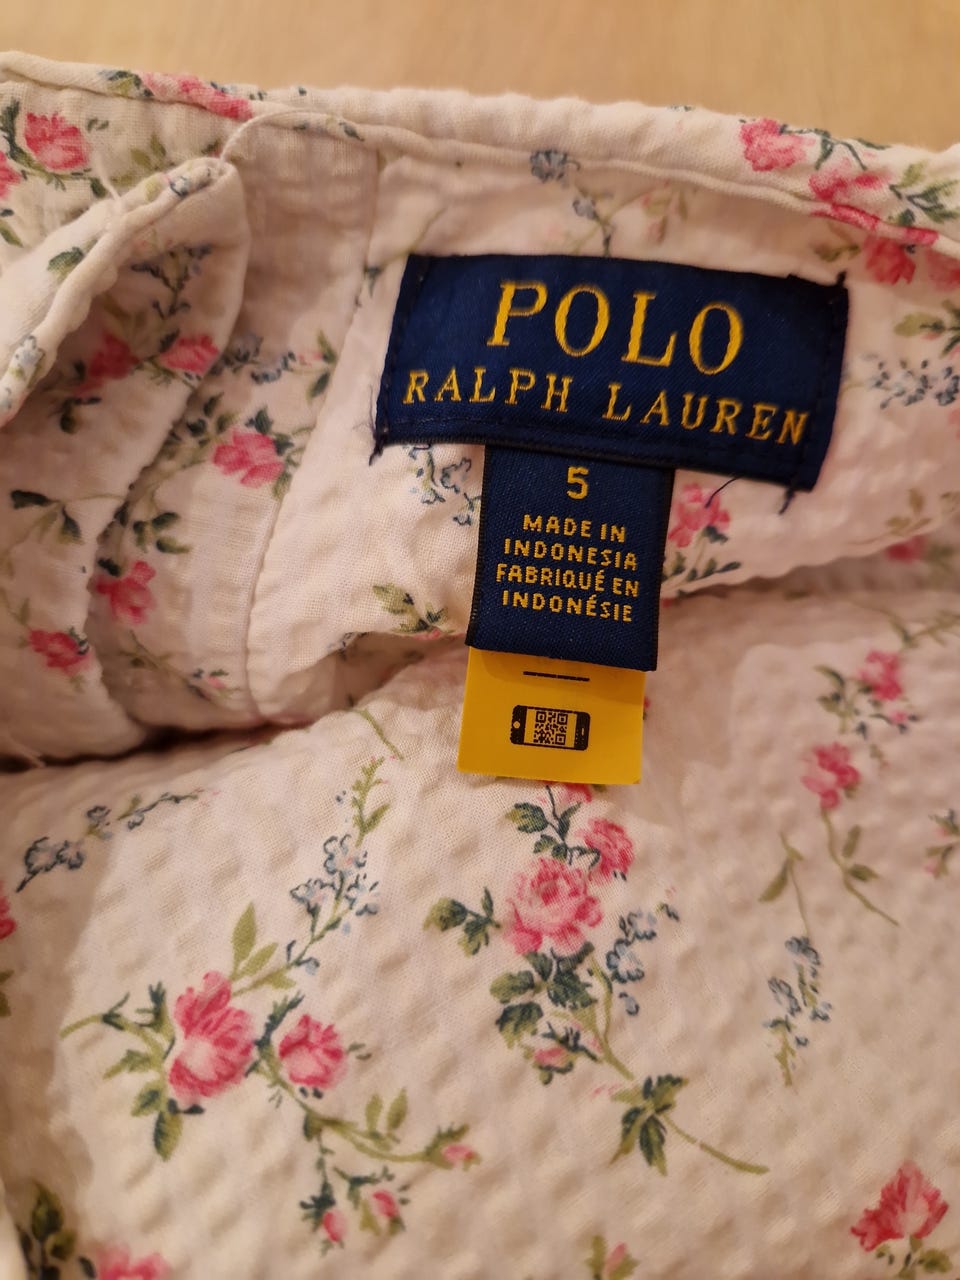 POLO
RALPH LAUREN
5
MADE IN
INDONESIA
FABRIQUÉ EN
INDONÉSIE